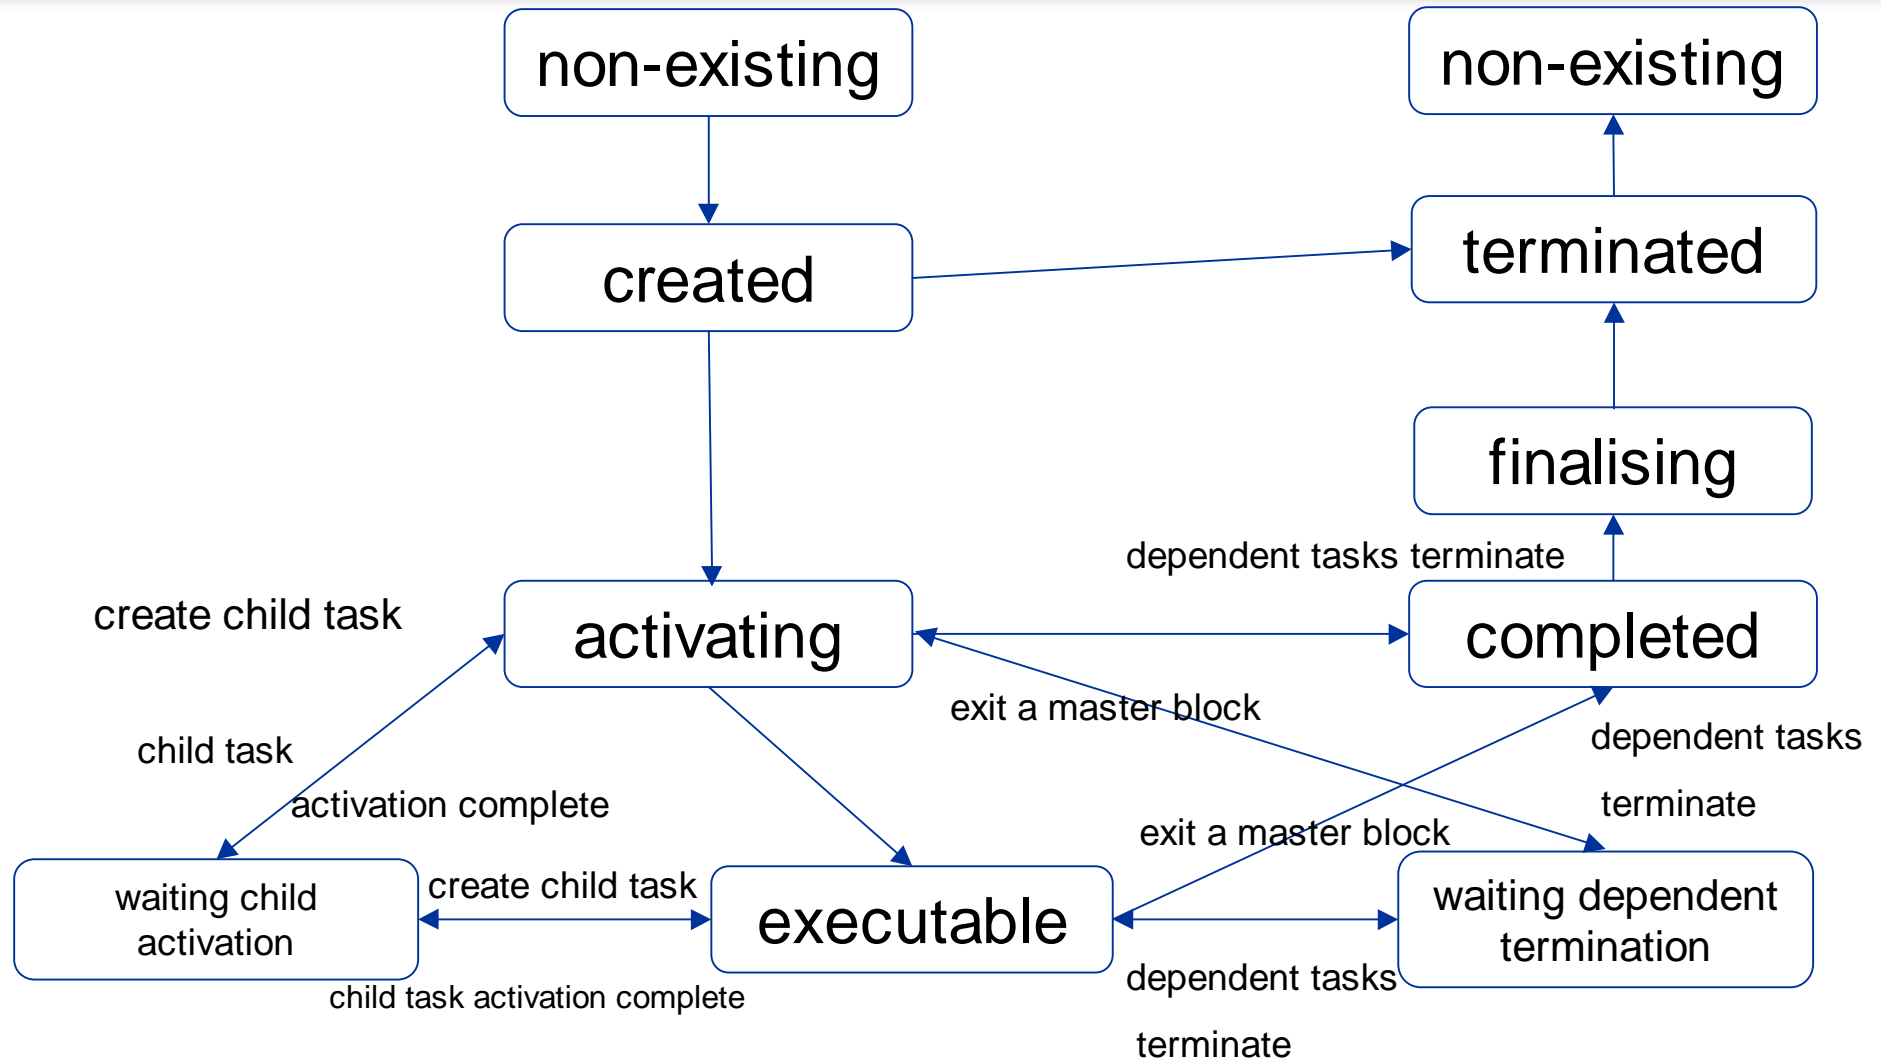 non-existing
non-existing
created
terminated
finalising
dependent tasks terminate
create child task
activating
completed
exit a master block
dependent tasks
terminate
child task
activation complete
exit a master block
waiting child
activation
create child task
executable
waiting dependent
termination
child task activation complete
dependent tasks
terminate